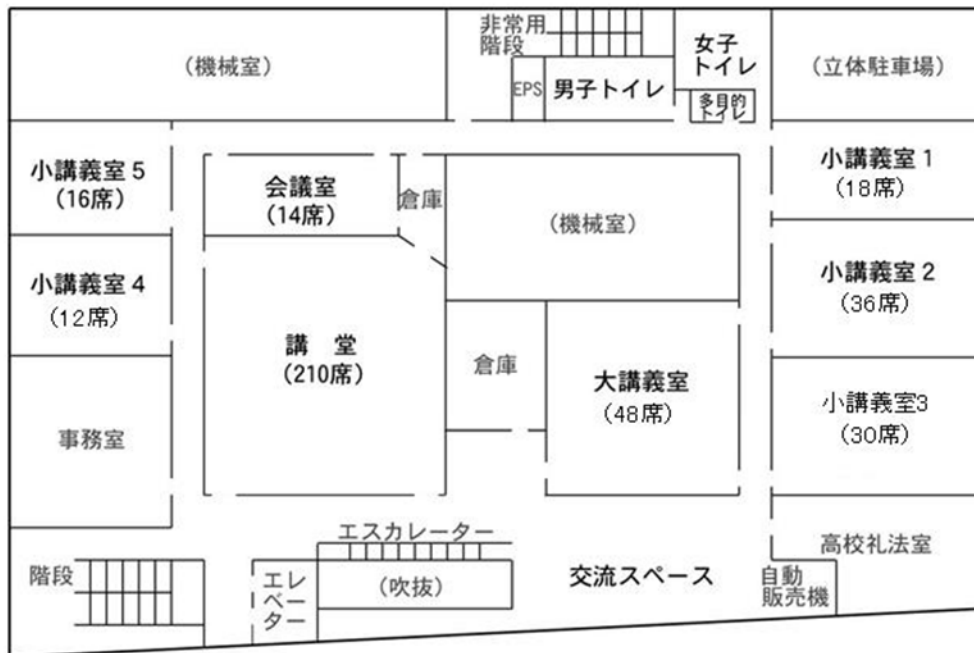 (機械室)
非常用
階段
EPS
男子トイレ
女子
トイレ
多目的
トイレ
(立体駐車場)
小講義室5
(16席)
会議室
(14席)
倉庫
(機械室)
小講義室1
(18席)
小講義室4
(12席)
小講義室2
(36席)
講 堂
(210席)
倉庫
大講義室
(48席)
小講義室3
(30席)
事務室
エスカレーター
階段
エレ
ベー
ター
(吹抜)
交流スペース
高校礼法室
自動
販売機